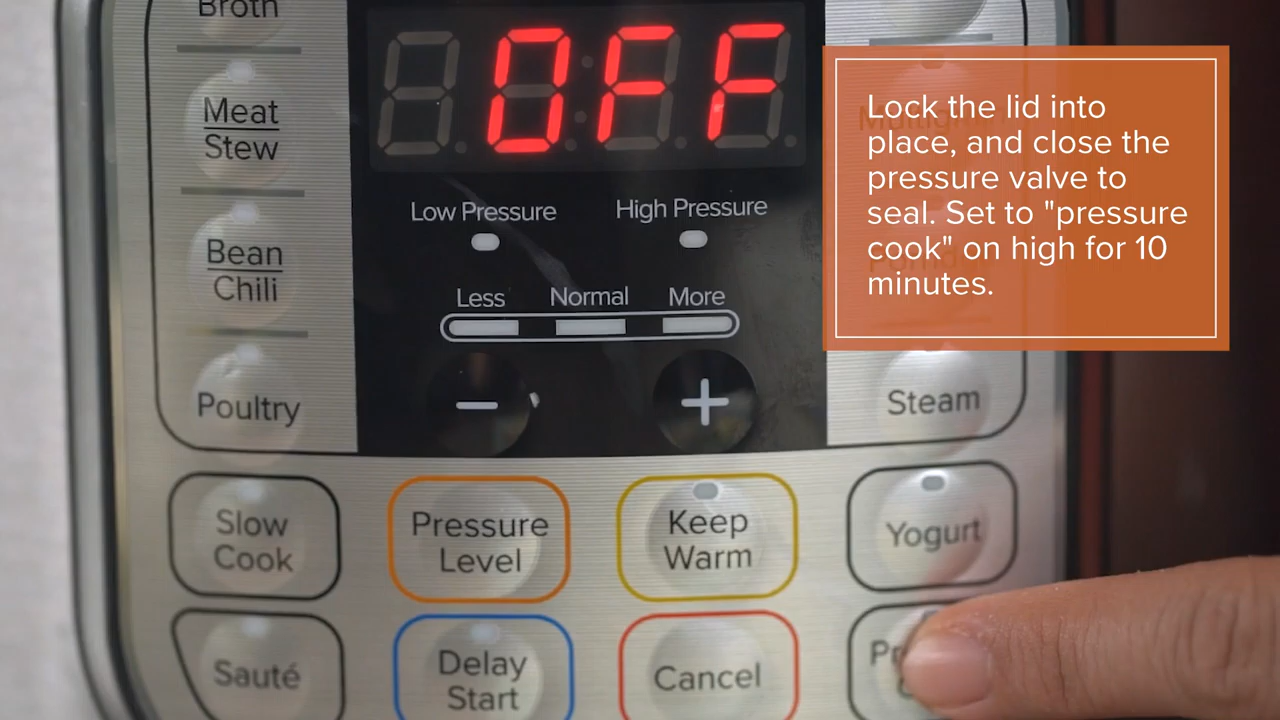 Broth
Meat
Stew
Bean
Chili
Poultry
OFF
Low Pressure
High Pressure
Less
Normal
More
−
+
Lock the lid into
place, and close the
pressure valve to
seal. Set to "pressure
cook" on high for 10
minutes.
Steam
Slow
Cook
Pressure
Level
Keep
Warm
Yogurt
Sauté
Delay
Start
Cancel